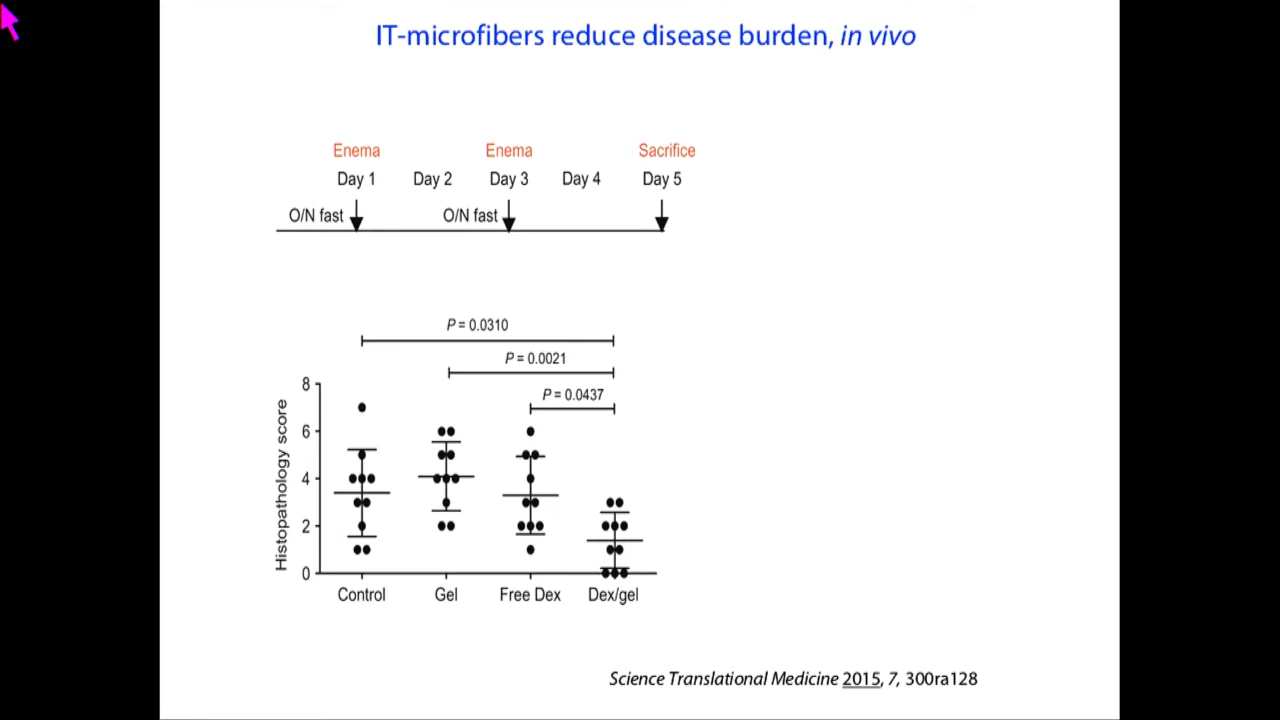 IT-microfibers reduce disease burden, in vivo
Enema Enema Sacrifice
Day 1 Day 2 Day 3 Day 4 Day 5
O/N fast O/N fast
P = 0.0310
P = 0.0021
P = 0.0437
Histopathology score
8
6
4
2
0
Control Gel Free Dex Dex/gel
Science Translational Medicine 2015, 7, 300ra128